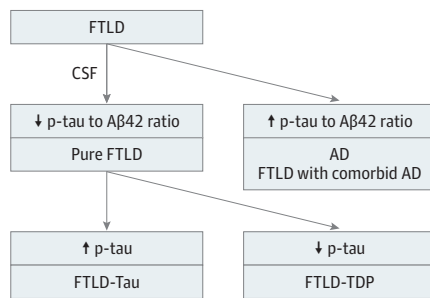 FTLD
CSF
↓ p-tau to Aβ42 ratio
Pure FTLD
↑ p-tau to Aβ42 ratio
AD
FTLD with comorbid AD
↑ p-tau
FTLD-Tau
↓ p-tau
FTLD-TDP